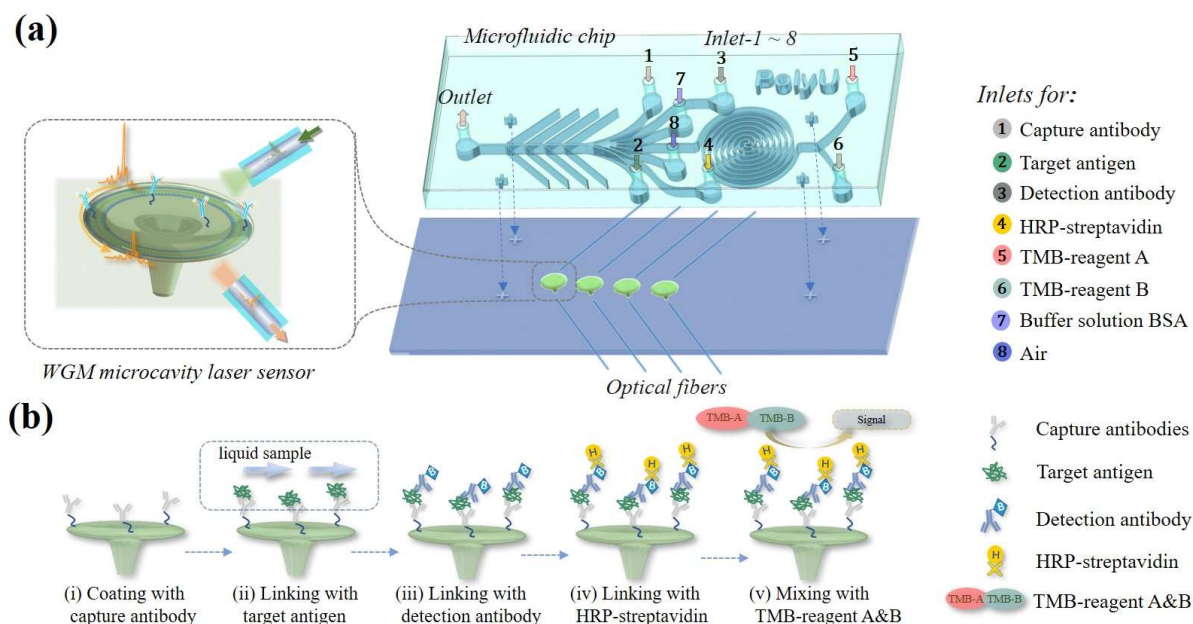 (a)
Microfluidic chip
Inlet-1 ~ 8
1
3
5
7
PolyU
Outlet
8
2
4
6
WGM microcavity laser sensor
Optical fibers
Inlets for:
1 Capture antibody
2 Target antigen
3 Detection antibody
4 HRP-streptavidin
5 TMB-reagent A
6 TMB-reagent B
7 Buffer solution BSA
8 Air
(b)
TMB-A TMB-B
Signal
liquid sample
B B B
H H H
B B B
H H H
B B B
(i) Coating with
capture antibody
(ii) Linking with
target antigen
(iii) Linking with
detection antibody
(iv) Linking with
HRP-streptavidin
(v) Mixing with
TMB-reagent A&B
Capture antibodies
Target antigen
B
Detection antibody
H
HRP-streptavidin
TMB-A TMB-B
TMB-reagent A&B